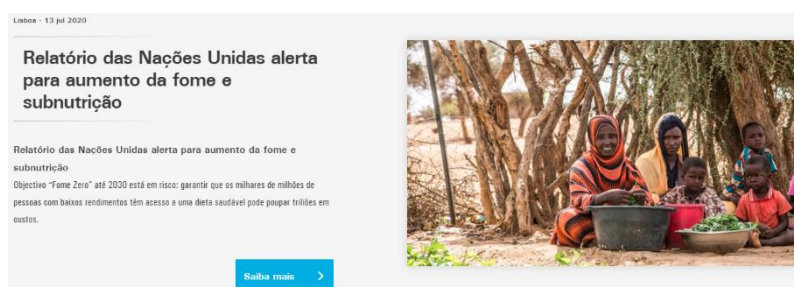 Lisboa - 13 jul 2020
Relatório das Nações Unidas alerta
para aumento da fome e
subnutrição
Relatório das Nações Unidas alerta para aumento da fome e
subnutrição
Objectivo "Fome Zero" até 2030 está em risco; garantir que os milhares de milhões de
pessoas com baixos rendimentos têm acesso a uma dieta saudável pode poupar triliões em
custos.
Saiba mais